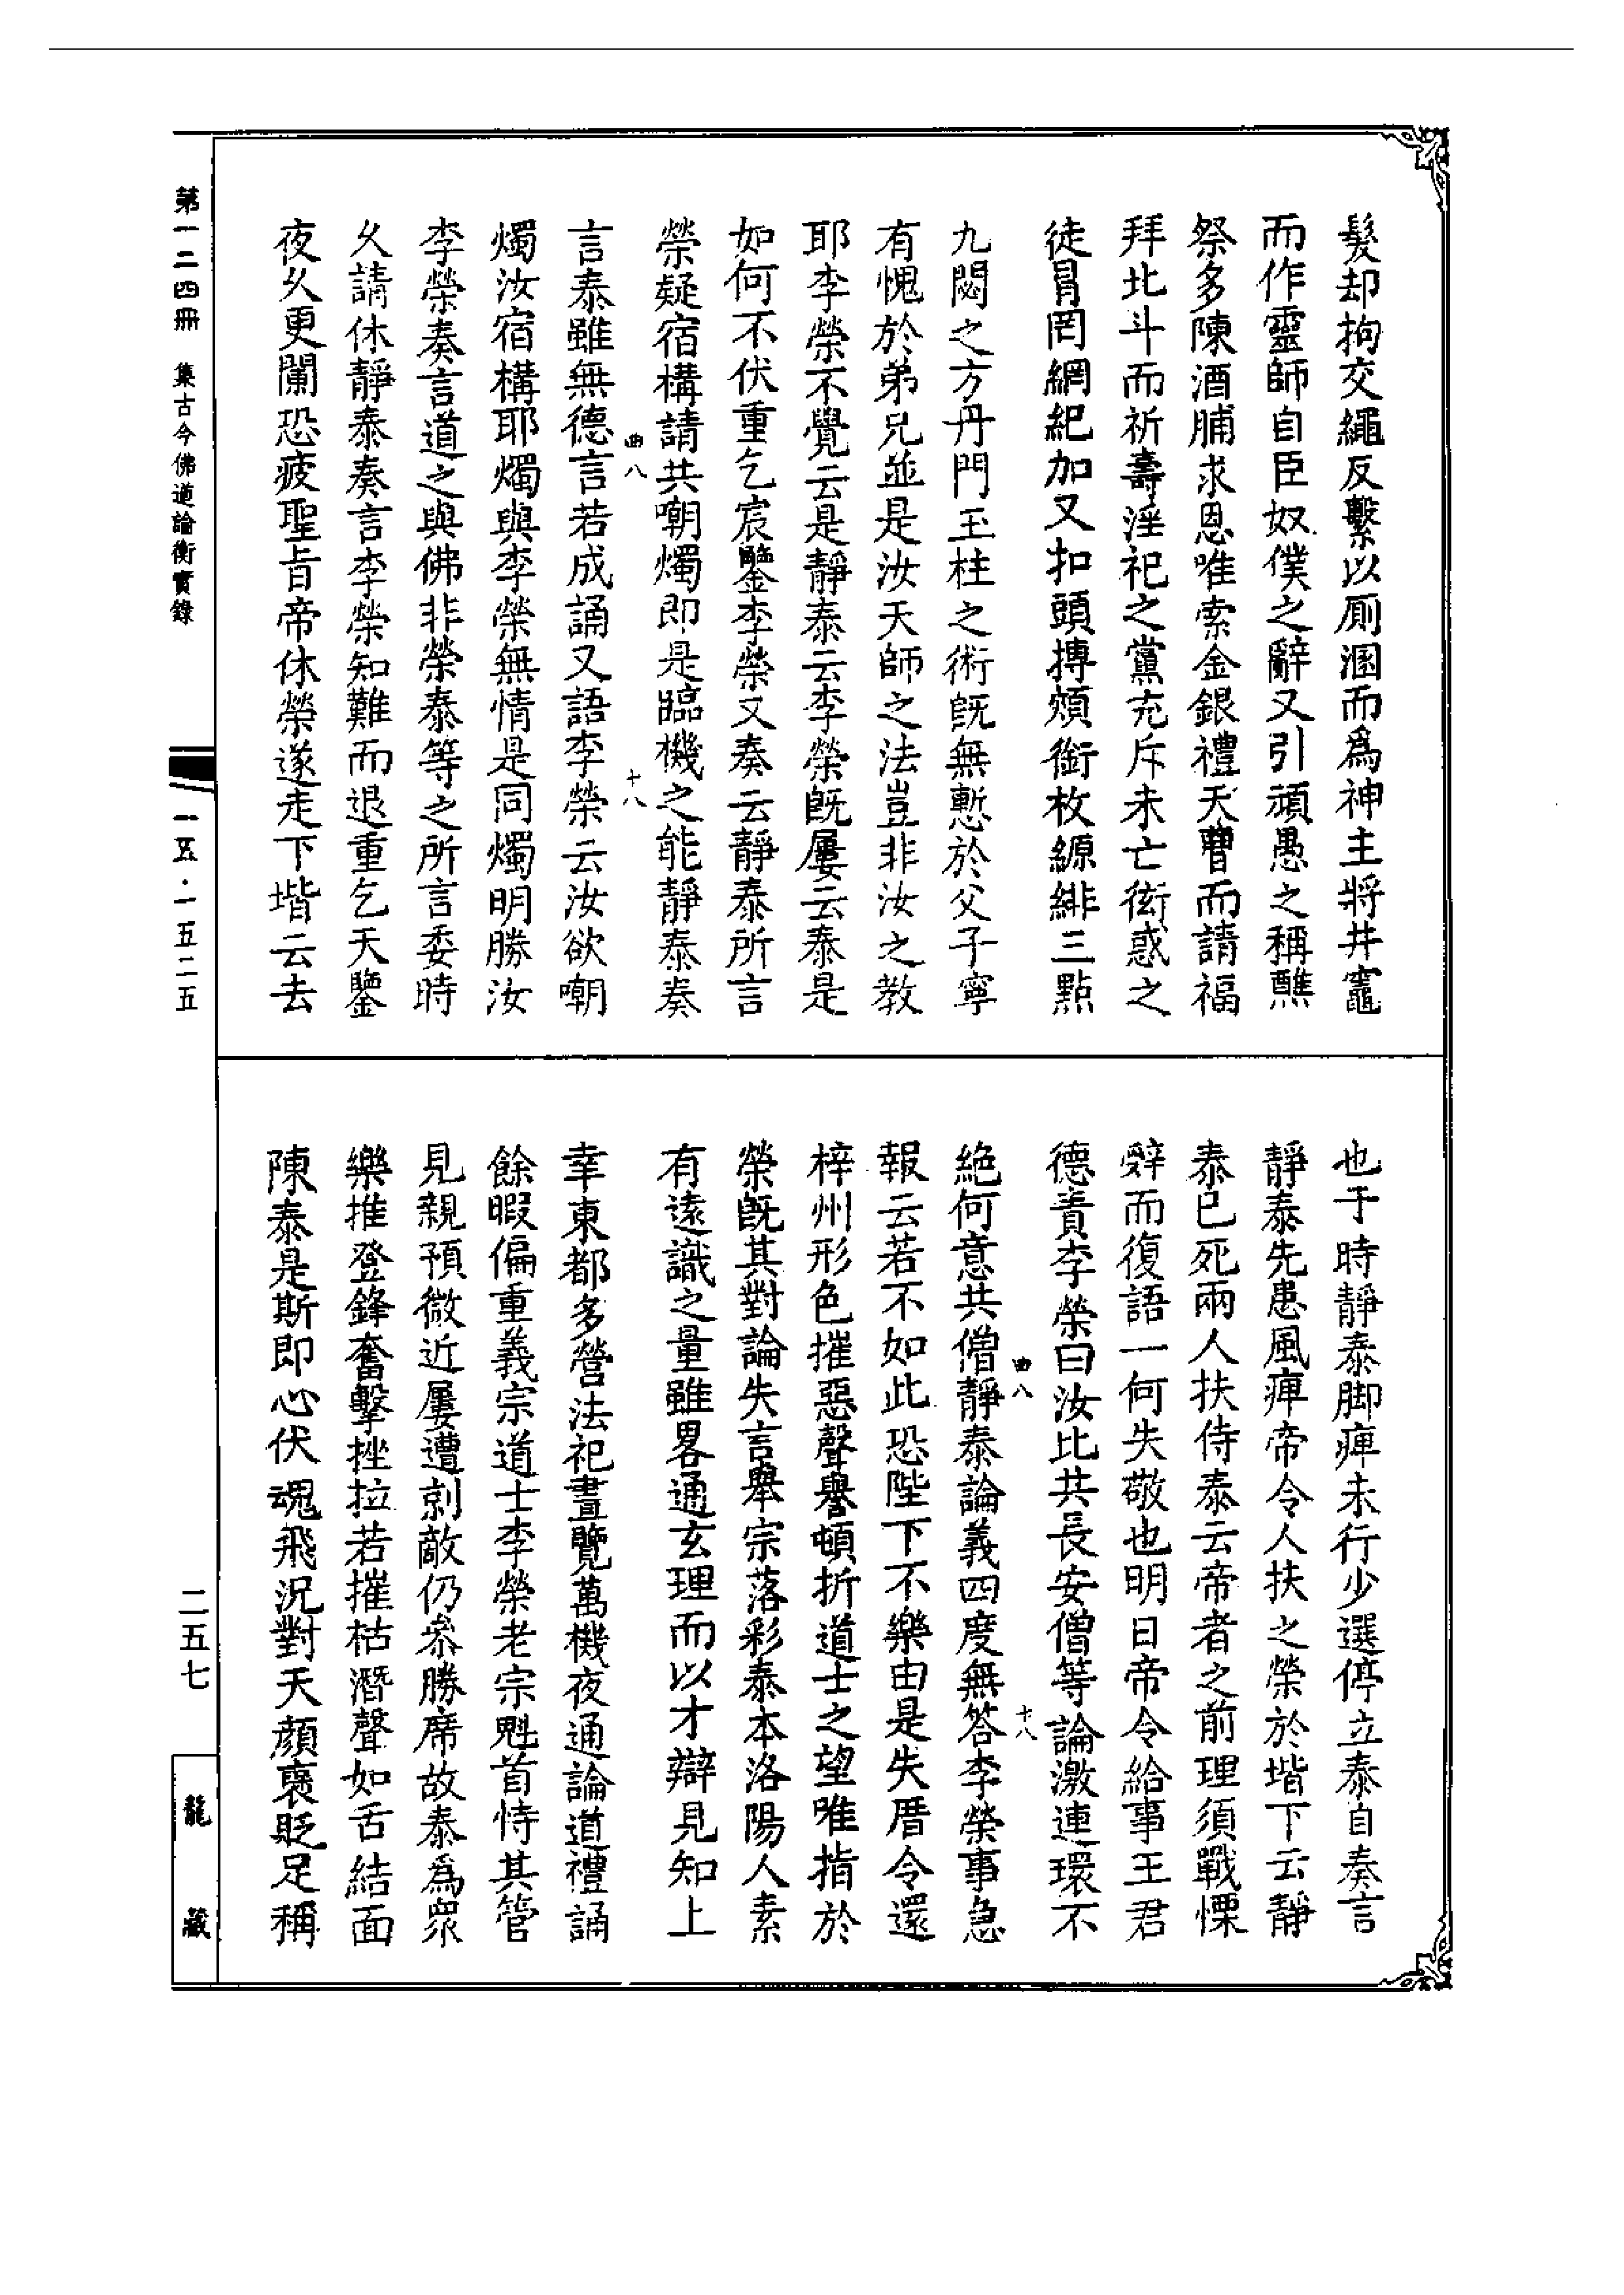 髮却拘交繩反繫以厠溷而爲神主將井竈
而作靈師自臣奴僕之辭又引頑愚之稱醮
祭多陳酒脯求恩唯索金銀禮天曹而請福
拜北斗而祈壽淫祀之黨充斥未亡衒惑之
徒冐罔網紀加又扣頭搏頰銜枚縓緋三點
九閟之方丹門玉柱之術旣無慙於父子寧
有愧於弟兄並是汝天師之法豈非汝之教
耶李榮不覺云是靜泰云李榮旣屢云泰是
如何不伏重乞宸鑒李榮又奏云靜泰所言
榮疑宿構請共嘲燭即是臨機之能靜泰奏
曲八
十八
言泰雖無德言若成誦又語李榮云汝欲嘲
燭汝宿構耶燭與李榮無情是同燭明勝汝
李榮奏言道之與佛非榮泰等之所言委時
久請休靜泰奏言李榮知難而退重乞天鑒
夜久更闌恐疲聖旨帝休榮遂走下堦云去
也于時靜泰脚痺未行少選停立泰自奏言
靜泰先患風痺帝令人扶之榮於堦下云靜
泰已死兩人扶侍泰云帝者之前理須戰慄
辤而復語一何失敬也明日帝令給事王君
德責李榮曰汝比共長安僧等論激連環不
絕何意共僧靜泰論義四度無答李榮事急
曲八
十八
報云若不如此恐陛下不樂由是失厝令還
梓州形色摧惡聲譽頓折道士之望唯指於
榮旣其對論失言舉宗落彩泰本洛陽人素
有遠識之量雖畧通玄理而以才辯見知上
幸東都多營法祀晝覽萬機夜通論道禮誦
餘暇偏重義宗道士李榮老宗魁首恃其管
見親預微近屢遭剠敵仍叅勝席故泰爲衆
樂推登鋒奮擊挫拉若摧枯潛聲如舌結面
陳泰是斯即心伏魂飛況對天顏褒貶足稱
第一二四冊　集古今佛道論衡實錄
一五·一五二五
二五七
龍藏